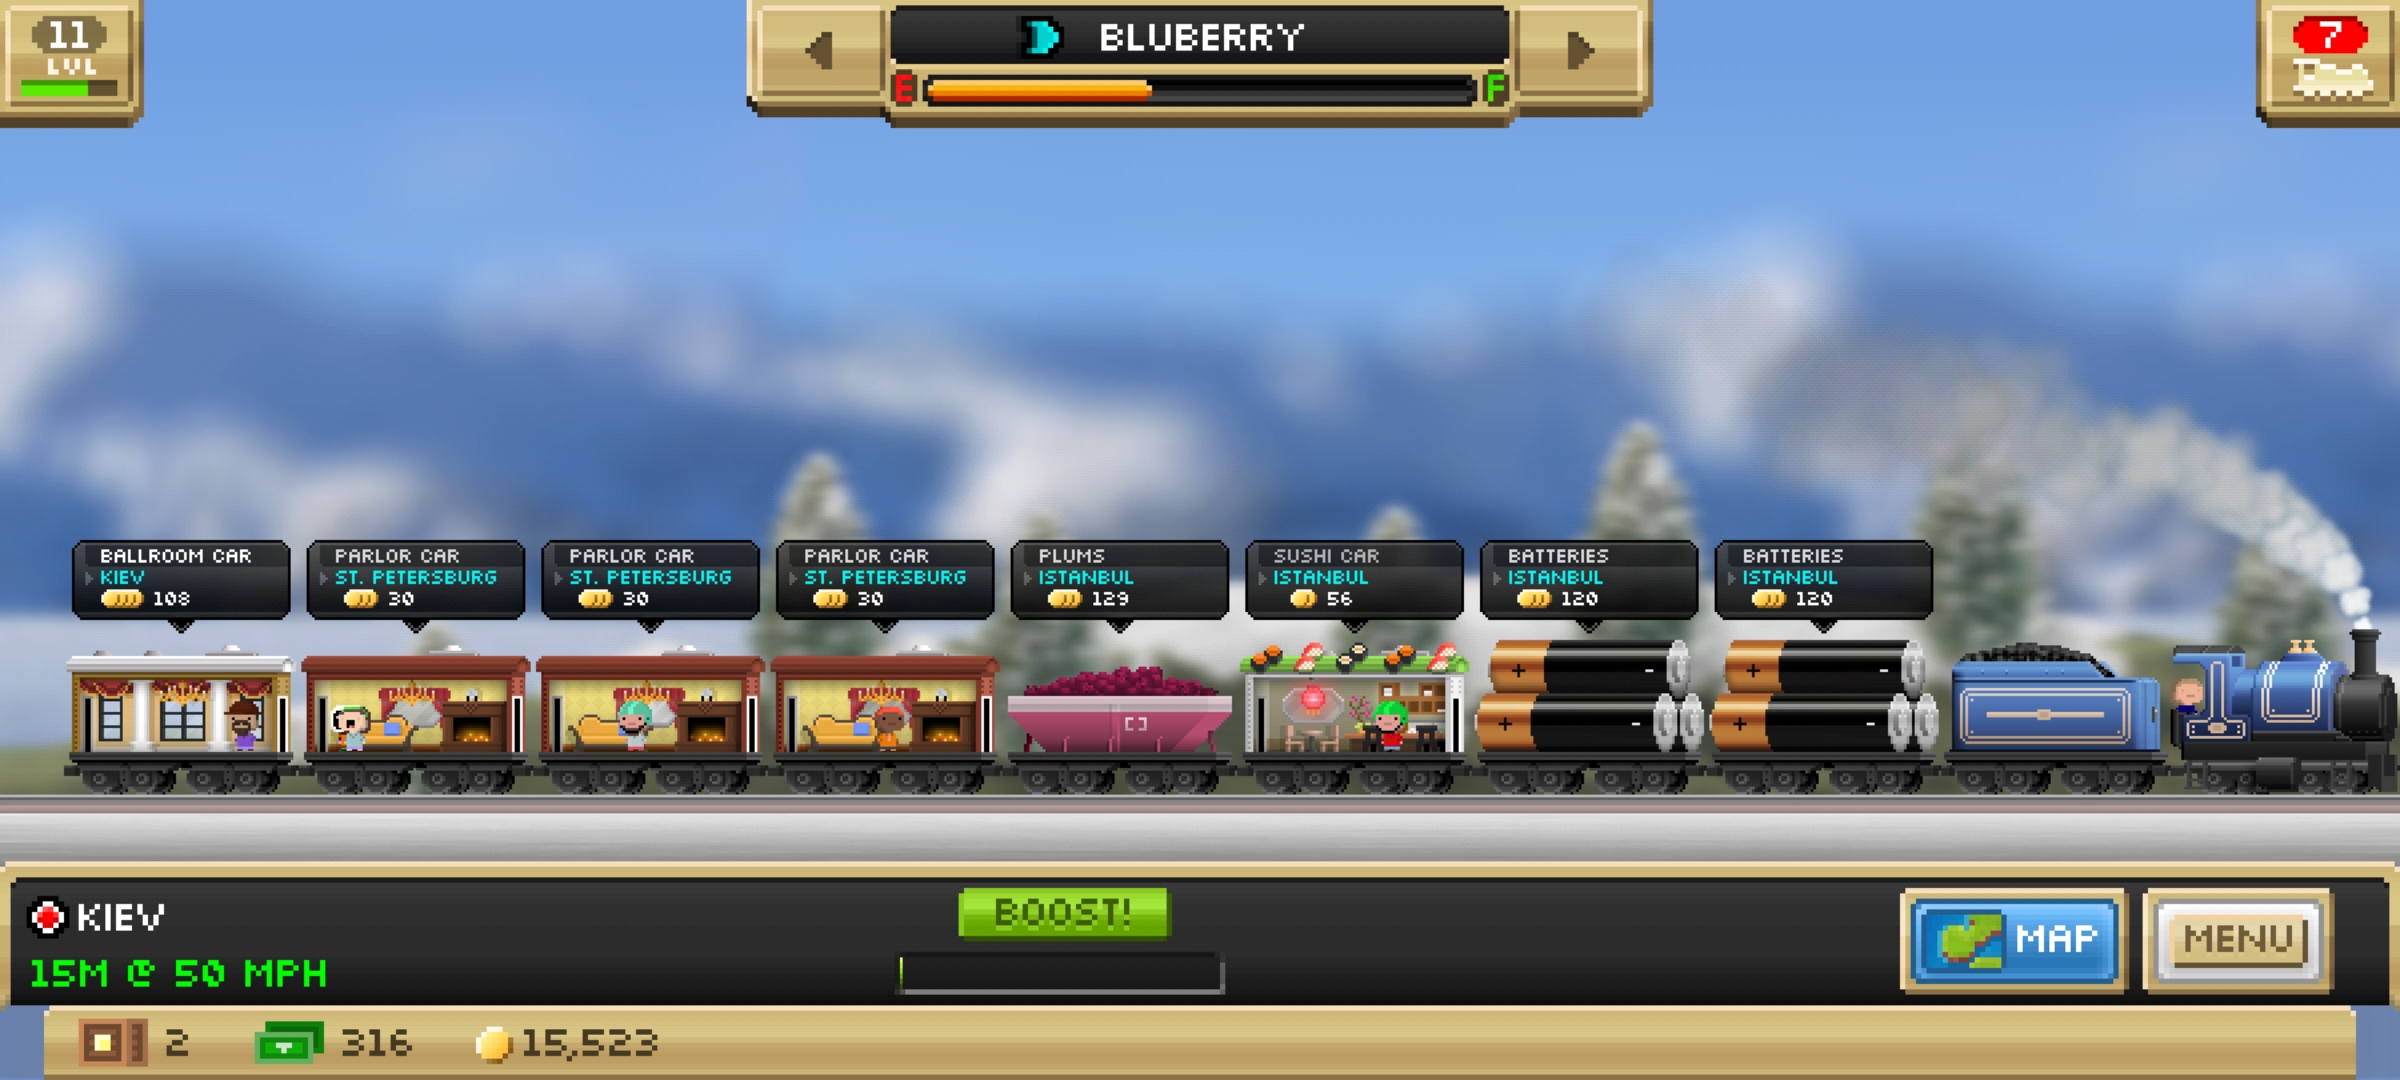 11
LVL
BLUBERRY
E
F
7
BALLROOM CAR
KIEV
108
PARLOR CAR
ST. PETERSBURG
30
PARLOR CAR
ST. PETERSBURG
30
PARLOR CAR
ST. PETERSBURG
30
PLUMS
ISTANBUL
129
SUSHI CAR
ISTANBUL
56
BATTERIES
ISTANBUL
120
BATTERIES
ISTANBUL
120
+ -
+ -
+ -
+ -
KIEV
15M @ 50 MPH
BOOST!
MAP
MENU
2
316
15,523